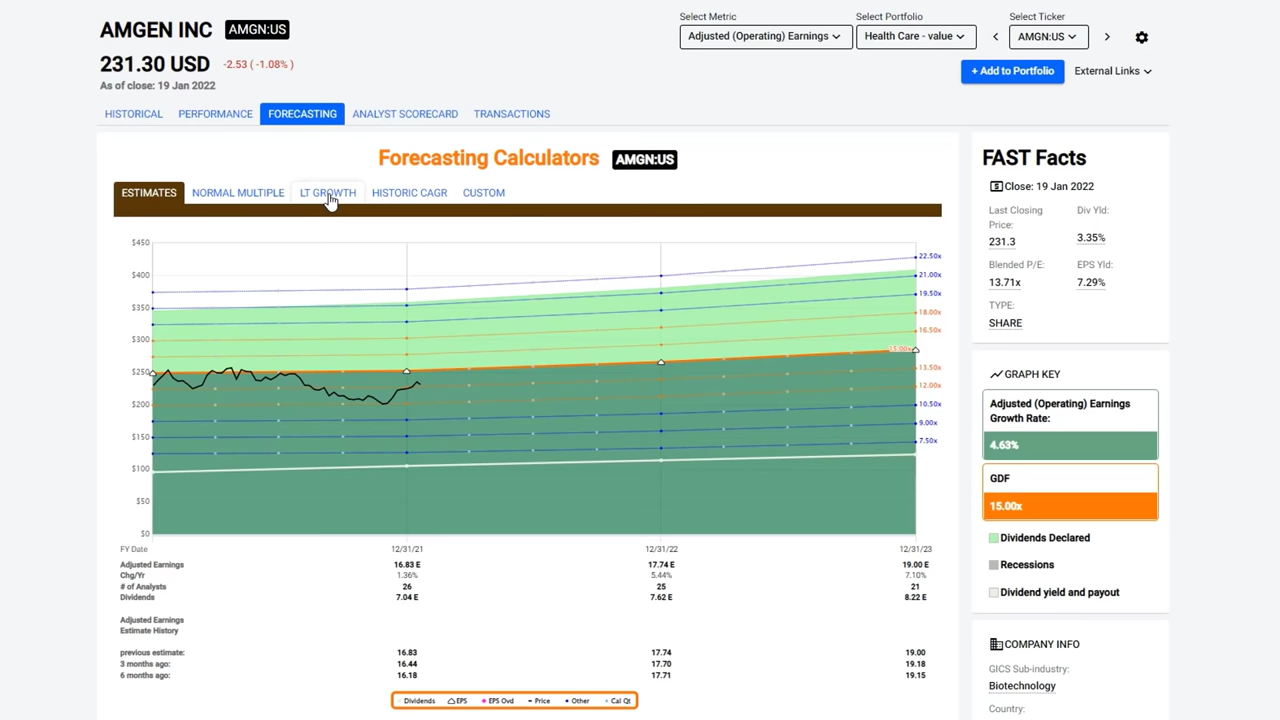 AMGEN INC AMGN:US
231.30 USD -2.53 ( -1.08% )
As of close: 19 Jan 2022
Select Metric
Adjusted (Operating) Earnings
Select Portfolio
Health Care - value
Select Ticker
AMGN:US
+ Add to Portfolio
External Links
HISTORICAL PERFORMANCE FORECASTING ANALYST SCORECARD TRANSACTIONS
Forecasting Calculators AMGN:US
ESTIMATES NORMAL MULTIPLE LT GROWTH HISTORIC CAGR CUSTOM
$450
$400
$350
$300
$250
$200
$150
$100
$50
$0
22.50x
21.00x
19.50x
18.00x
16.50x
15.00x
13.50x
12.00x
10.50x
9.00x
7.50x
FY Date 12/31/21 12/31/22 12/31/23
Adjusted Earnings 16.83 E 17.74 E 19.00 E
Chg/Yr 1.36% 5.44% 7.10%
# of Analysts 26 25 21
Dividends 7.04 E 7.62 E 8.22 E
Adjusted Earnings
Estimate History
previous estimate: 16.83 17.74 19.00
3 months ago: 16.44 17.70 19.18
6 months ago: 16.18 17.71 19.15
Dividends EPS EPS Ovd Price Other Cal Qt
FAST Facts
Close: 19 Jan 2022
Last Closing
Price:
231.3
Div Yld:
3.35%
Blended P/E:
13.71x
EPS Yld:
7.29%
TYPE:
SHARE
GRAPH KEY
Adjusted (Operating) Earnings
Growth Rate:
4.63%
GDF
15.00x
Dividends Declared
Recessions
Dividend yield and payout
COMPANY INFO
GICS Sub-industry:
Biotechnology
Country: